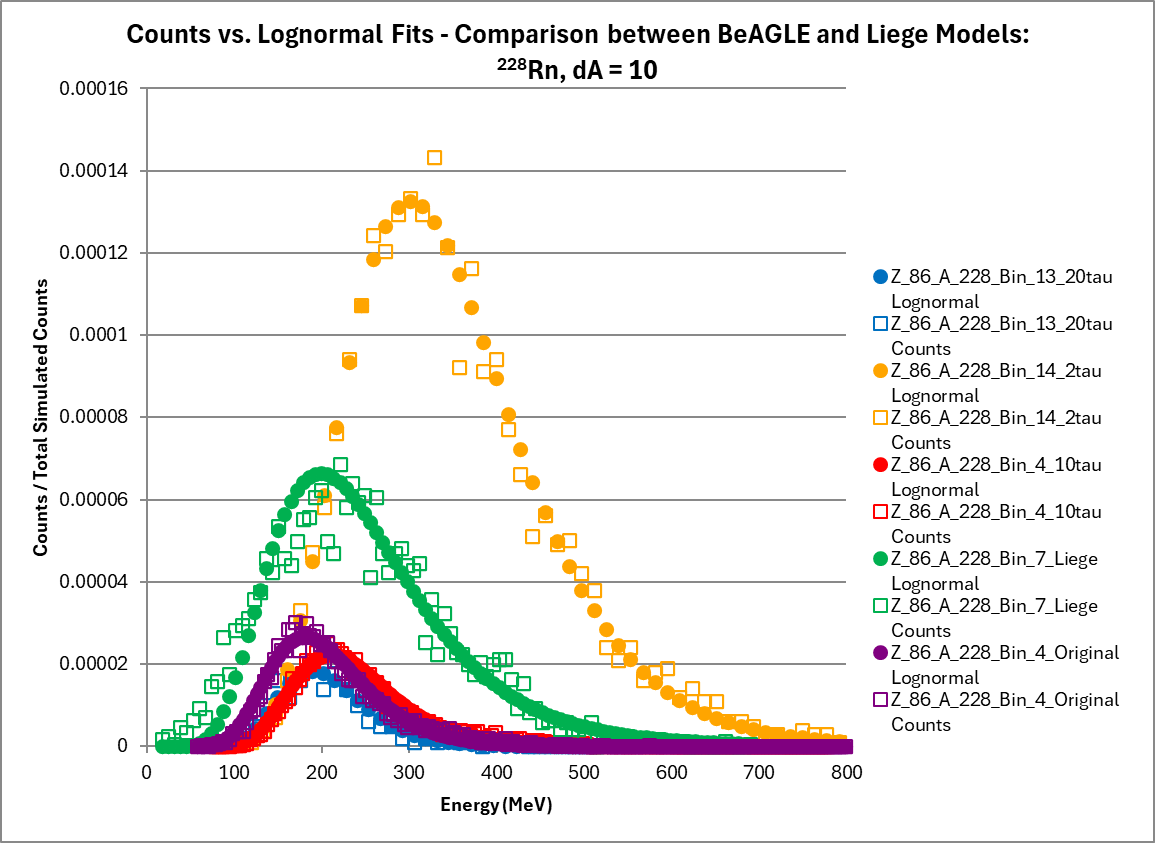 Counts vs. Lognormal Fits - Comparison between BeAGLE and Liege Models:
²²⁸Rn, dA = 10
0.00016
0.00014
0.00012
0.0001
0.00008
0.00006
0.00004
0.00002
0
Counts / Total Simulated Counts
0 100 200 300 400 500 600 700 800
Energy (MeV)
Z_86_A_228_Bin_13_20tau
Lognormal
Z_86_A_228_Bin_13_20tau
Counts
Z_86_A_228_Bin_14_2tau
Lognormal
Z_86_A_228_Bin_14_2tau
Counts
Z_86_A_228_Bin_4_10tau
Lognormal
Z_86_A_228_Bin_4_10tau
Counts
Z_86_A_228_Bin_7_Liege
Lognormal
Z_86_A_228_Bin_7_Liege
Counts
Z_86_A_228_Bin_4_Original
Lognormal
Z_86_A_228_Bin_4_Original
Counts